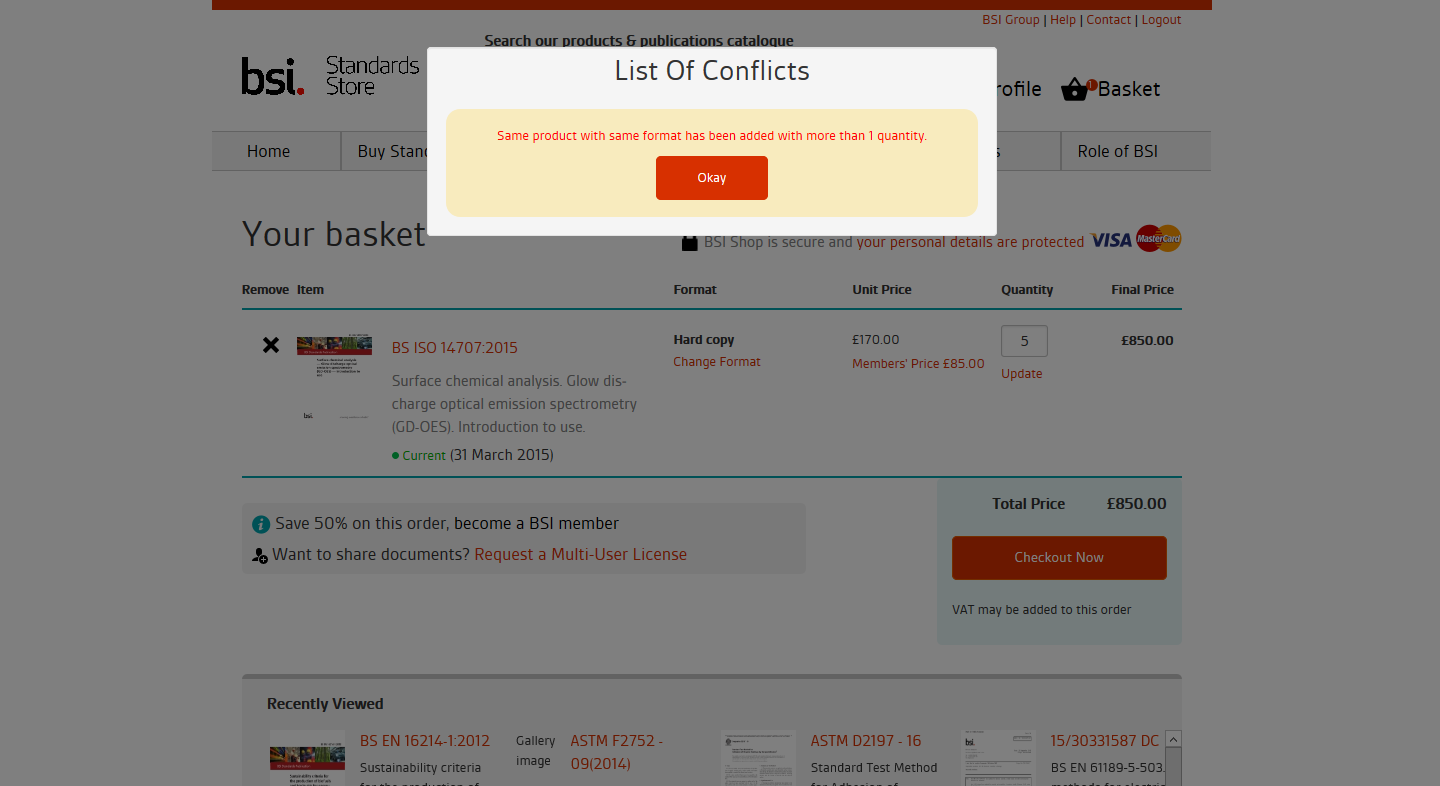 BSI Group | Help | Contact | Logout
Search our products & publications catalogue
bsi. Standards
Store
List Of Conflicts
rofile
1
Basket
Same product with same format has been added with more than 1 quantity.
Okay
Home
Buy Stand
s
Role of BSI
Your basket
BSI Shop is secure and your personal details are protected
VISA
MasterCard
Remove Item Format Unit Price Quantity Final Price
BS ISO 14707:2015
Surface chemical analysis. Glow dis-
charge optical emission spectrometry
(GD-OES). Introduction to use.
Current (31 March 2015)
Hard copy
Change Format
£170.00
Members' Price £85.00
5
Update
£850.00
Save 50% on this order, become a BSI member
Want to share documents? Request a Multi-User License
Total Price £850.00
Checkout Now
VAT may be added to this order
Recently Viewed
BS EN 16214-1:2012
Sustainability criteria
for the production of
Gallery
image
ASTM F2752 -
09(2014)
ASTM D2197 - 16
Standard Test Method
for Adhesion of
bsi.
15/30331587 DC
BS EN 61189-5-503.